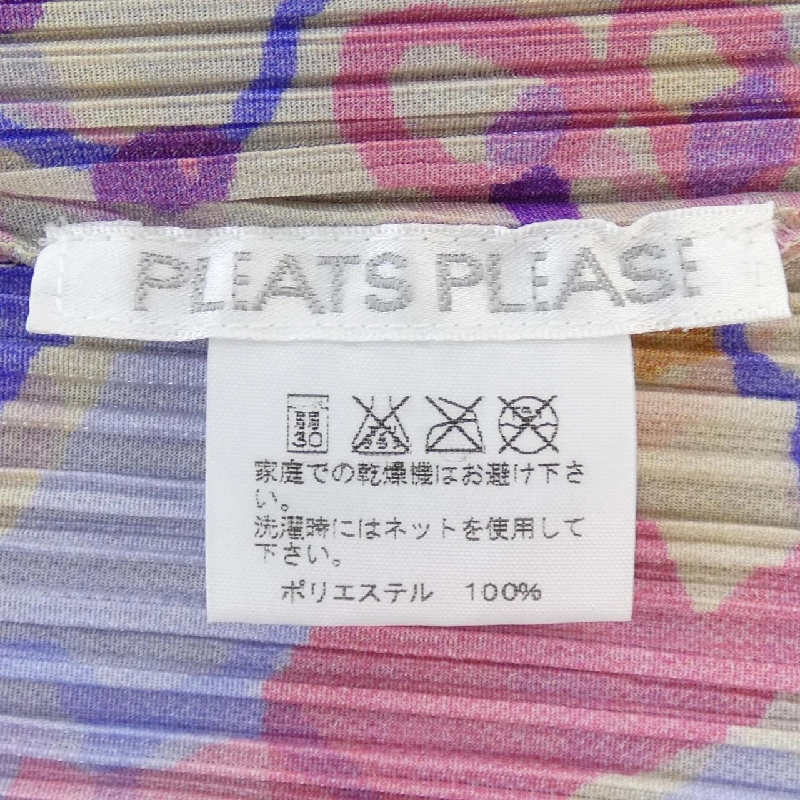 PLEATS PLEASE
弱
30
家庭での乾燥機はお避け下さ
い。
洗濯時にはネットを使用して
下さい。
ポリエステル 100%